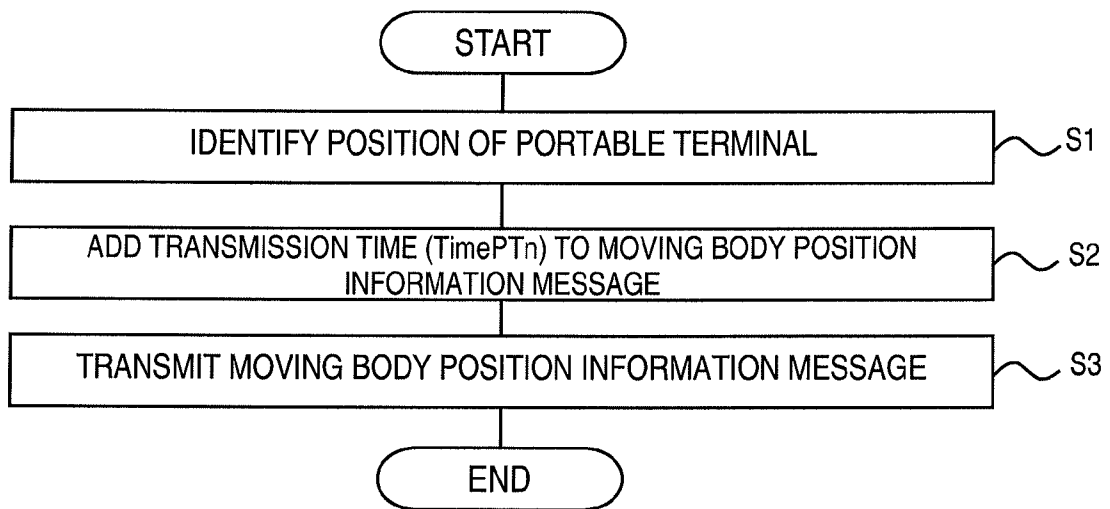 START
IDENTIFY POSITION OF PORTABLE TERMINAL
S1
ADD TRANSMISSION TIME (TimePTn) TO MOVING BODY POSITION
INFORMATION MESSAGE
S2
TRANSMIT MOVING BODY POSITION INFORMATION MESSAGE
S3
END